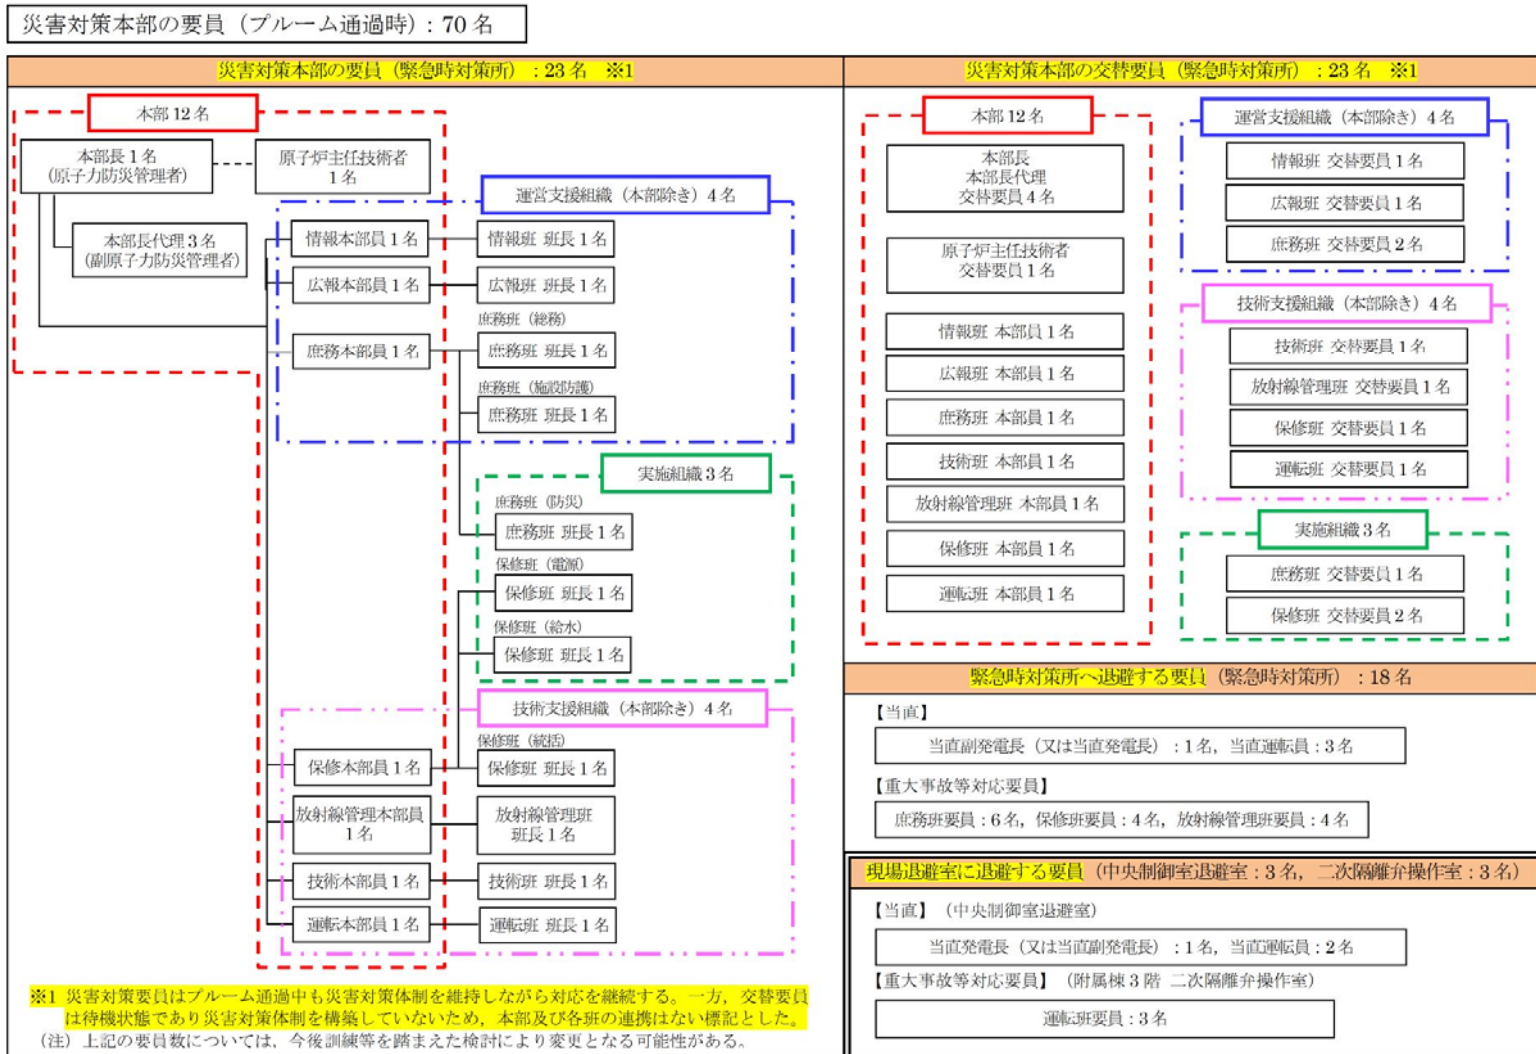 災害対策本部の要員（プルーム通過時）：70 名
災害対策本部の要員（緊急時対策所）：23 名　※1
本部 12 名
本部長 1 名
(原子力防災管理者)
原子炉主任技術者
1 名
本部長代理 3 名
(副原子力防災管理者)
運営支援組織（本部除き）4 名
情報本部員 1 名
情報班 班長 1 名
広報本部員 1 名
広報班 班長 1 名
庶務班（総務）
庶務本部員 1 名
庶務班 班長 1 名
庶務班（施設防護）
庶務班 班長 1 名
実施組織 3 名
庶務班（防災）
庶務班 班長 1 名
保修班（電源）
保修班 班長 1 名
保修班（給水）
保修班 班長 1 名
技術支援組織（本部除き）4 名
保修班（統括）
保修本部員 1 名
保修班 班長 1 名
放射線管理本部員
1 名
放射線管理班
班長 1 名
技術本部員 1 名
技術班 班長 1 名
運転本部員 1 名
運転班 班長 1 名
※1 災害対策要員はプルーム通過中も災害対策体制を維持しながら対応を継続する。一方，交替要員
は待機状態であり災害対策体制を構築していないため，本部及び各班の連携はない標記とした。
（注）上記の要員数については，今後訓練等を踏まえた検討により変更となる可能性がある。
災害対策本部の交替要員（緊急時対策所）：23 名　※1
本部 12 名
本部長
本部長代理
交替要員 4 名
原子炉主任技術者
交替要員 1 名
情報班 本部員 1 名
広報班 本部員 1 名
庶務班 本部員 1 名
技術班 本部員 1 名
放射線管理班 本部員 1 名
保修班 本部員 1 名
運転班 本部員 1 名
運営支援組織（本部除き）4 名
情報班 交替要員 1 名
広報班 交替要員 1 名
庶務班 交替要員 2 名
技術支援組織（本部除き）4 名
技術班 交替要員 1 名
放射線管理班 交替要員 1 名
保修班 交替要員 1 名
運転班 交替要員 1 名
実施組織 3 名
庶務班 交替要員 1 名
保修班 交替要員 2 名
緊急時対策所へ退避する要員（緊急時対策所）：18 名
【当直】
当直副発電長（又は当直発電長）：1 名，当直運転員：3 名
【重大事故等対応要員】
庶務班要員：6 名，保修班要員：4 名，放射線管理班要員：4 名
現場退避室に退避する要員（中央制御室退避室：3 名，二次隔離弁操作室：3 名）
【当直】（中央制御室退避室）
当直発電長（又は当直副発電長）：1 名，当直運転員：2 名
【重大事故等対応要員】（附属棟 3 階 二次隔離弁操作室）
運転班要員：3 名